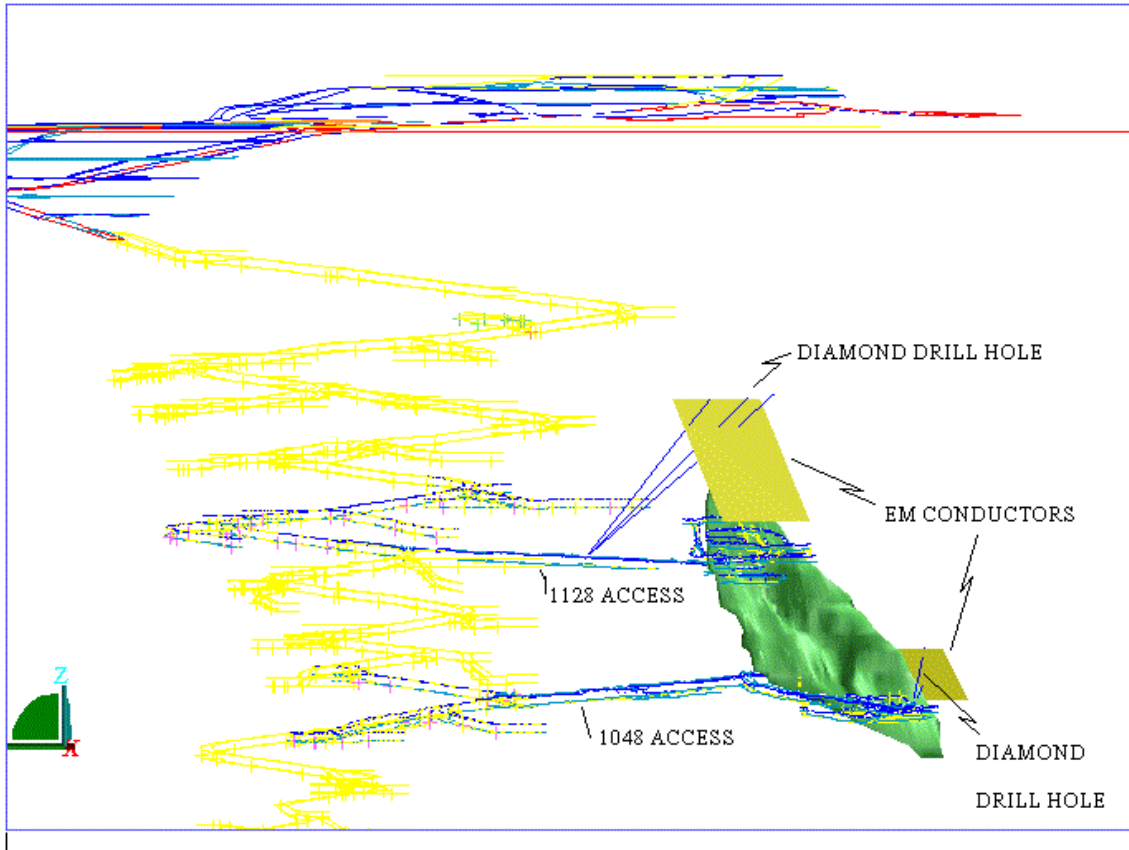 DIAMOND DRILL HOLE
EM CONDUCTORS
1128 ACCESS
Z
X
1048 ACCESS
DIAMOND
DRILL HOLE